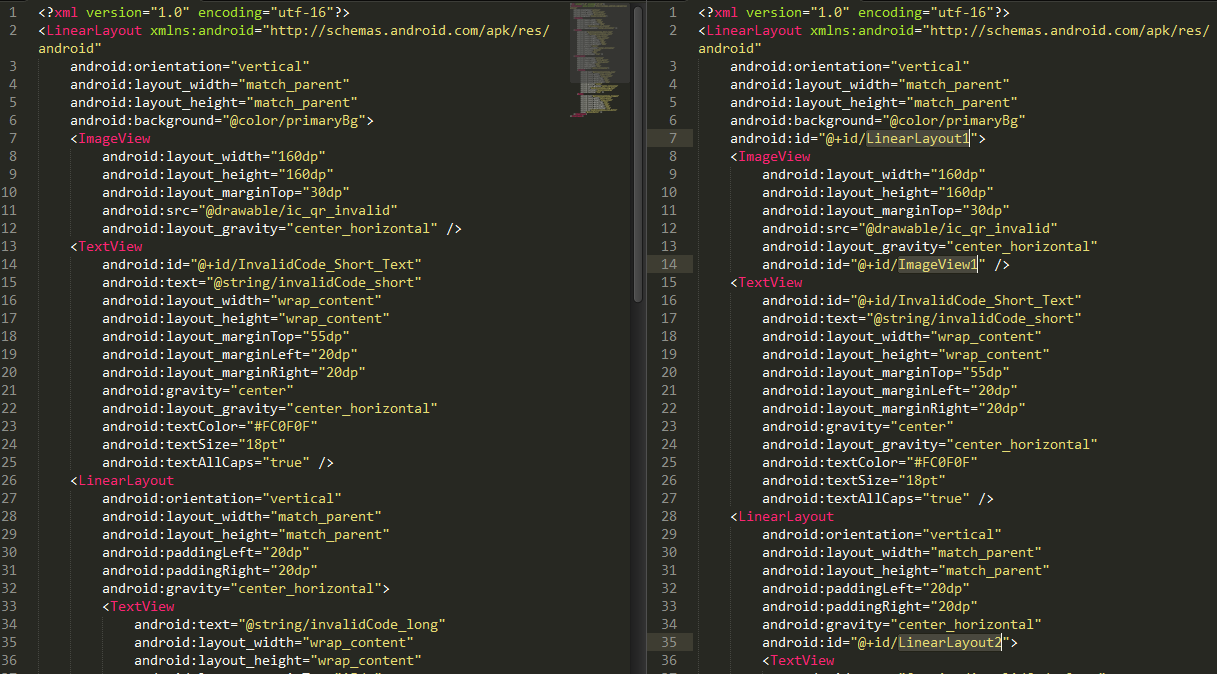 1 <?xml version="1.0" encoding="utf-16"?>
2 <LinearLayout xmlns:android="http://schemas.android.com/apk/res/
android"
3 android:orientation="vertical"
4 android:layout_width="match_parent"
5 android:layout_height="match_parent"
6 android:background="@color/primaryBg">
7 <ImageView
8 android:layout_width="160dp"
9 android:layout_height="160dp"
10 android:layout_marginTop="30dp"
11 android:src="@drawable/ic_qr_invalid"
12 android:layout_gravity="center_horizontal" />
13 <TextView
14 android:id="@+id/InvalidCode_Short_Text"
15 android:text="@string/invalidCode_short"
16 android:layout_width="wrap_content"
17 android:layout_height="wrap_content"
18 android:layout_marginTop="55dp"
19 android:layout_marginLeft="20dp"
20 android:layout_marginRight="20dp"
21 android:gravity="center"
22 android:layout_gravity="center_horizontal"
23 android:textColor="#FC0F0F"
24 android:textSize="18pt"
25 android:textAllCaps="true" />
26 <LinearLayout
27 android:orientation="vertical"
28 android:layout_width="match_parent"
29 android:layout_height="match_parent"
30 android:paddingLeft="20dp"
31 android:paddingRight="20dp"
32 android:gravity="center_horizontal">
33 <TextView
34 android:text="@string/invalidCode_long"
35 android:layout_width="wrap_content"
36 android:layout_height="wrap_content"
1 <?xml version="1.0" encoding="utf-16"?>
2 <LinearLayout xmlns:android="http://schemas.android.com/apk/res/
android"
3 android:orientation="vertical"
4 android:layout_width="match_parent"
5 android:layout_height="match_parent"
6 android:background="@color/primaryBg"
7 android:id="@+id/LinearLayout1">
8 <ImageView
9 android:layout_width="160dp"
10 android:layout_height="160dp"
11 android:layout_marginTop="30dp"
12 android:src="@drawable/ic_qr_invalid"
13 android:layout_gravity="center_horizontal"
14 android:id="@+id/ImageView1" />
15 <TextView
16 android:id="@+id/InvalidCode_Short_Text"
17 android:text="@string/invalidCode_short"
18 android:layout_width="wrap_content"
19 android:layout_height="wrap_content"
20 android:layout_marginTop="55dp"
21 android:layout_marginLeft="20dp"
22 android:layout_marginRight="20dp"
23 android:gravity="center"
24 android:layout_gravity="center_horizontal"
25 android:textColor="#FC0F0F"
26 android:textSize="18pt"
27 android:textAllCaps="true" />
28 <LinearLayout
29 android:orientation="vertical"
30 android:layout_width="match_parent"
31 android:layout_height="match_parent"
32 android:paddingLeft="20dp"
33 android:paddingRight="20dp"
34 android:gravity="center_horizontal"
35 android:id="@+id/LinearLayout2">
36 <TextView